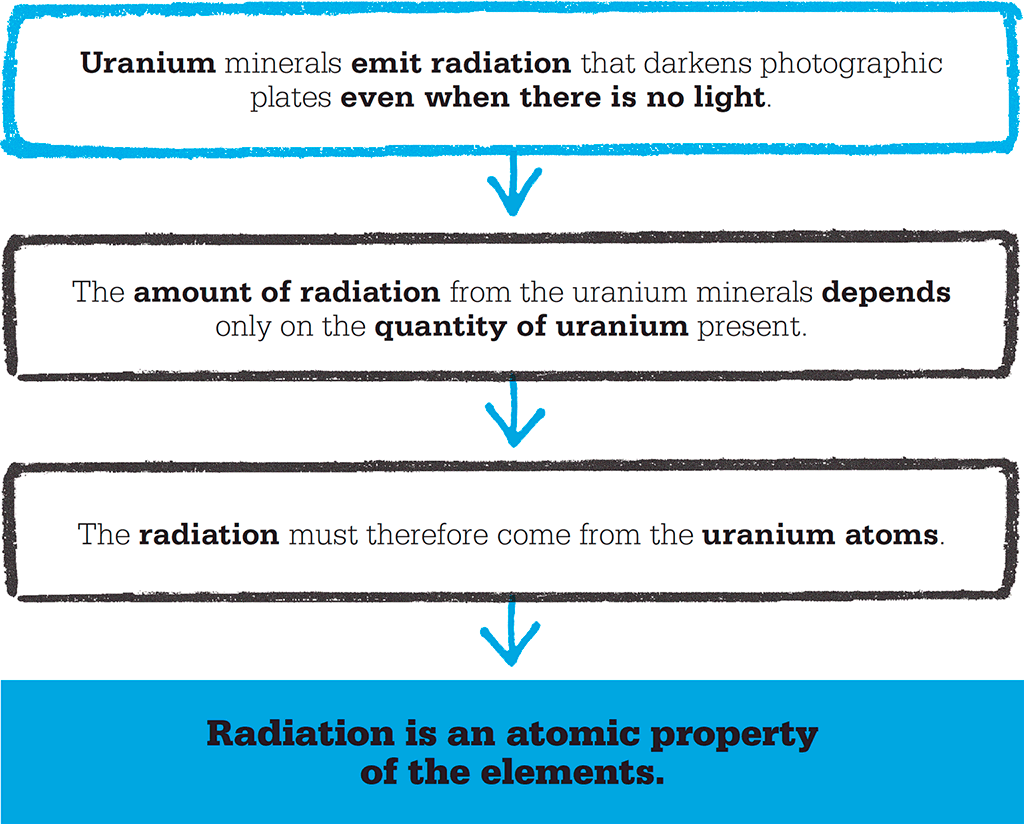 Uranium minerals emit radiation that darkens photographic
plates even when there is no light.
The amount of radiation from the uranium minerals depends
only on the quantity of uranium present.
The radiation must therefore come from the uranium atoms.
Radiation is an atomic property
of the elements.